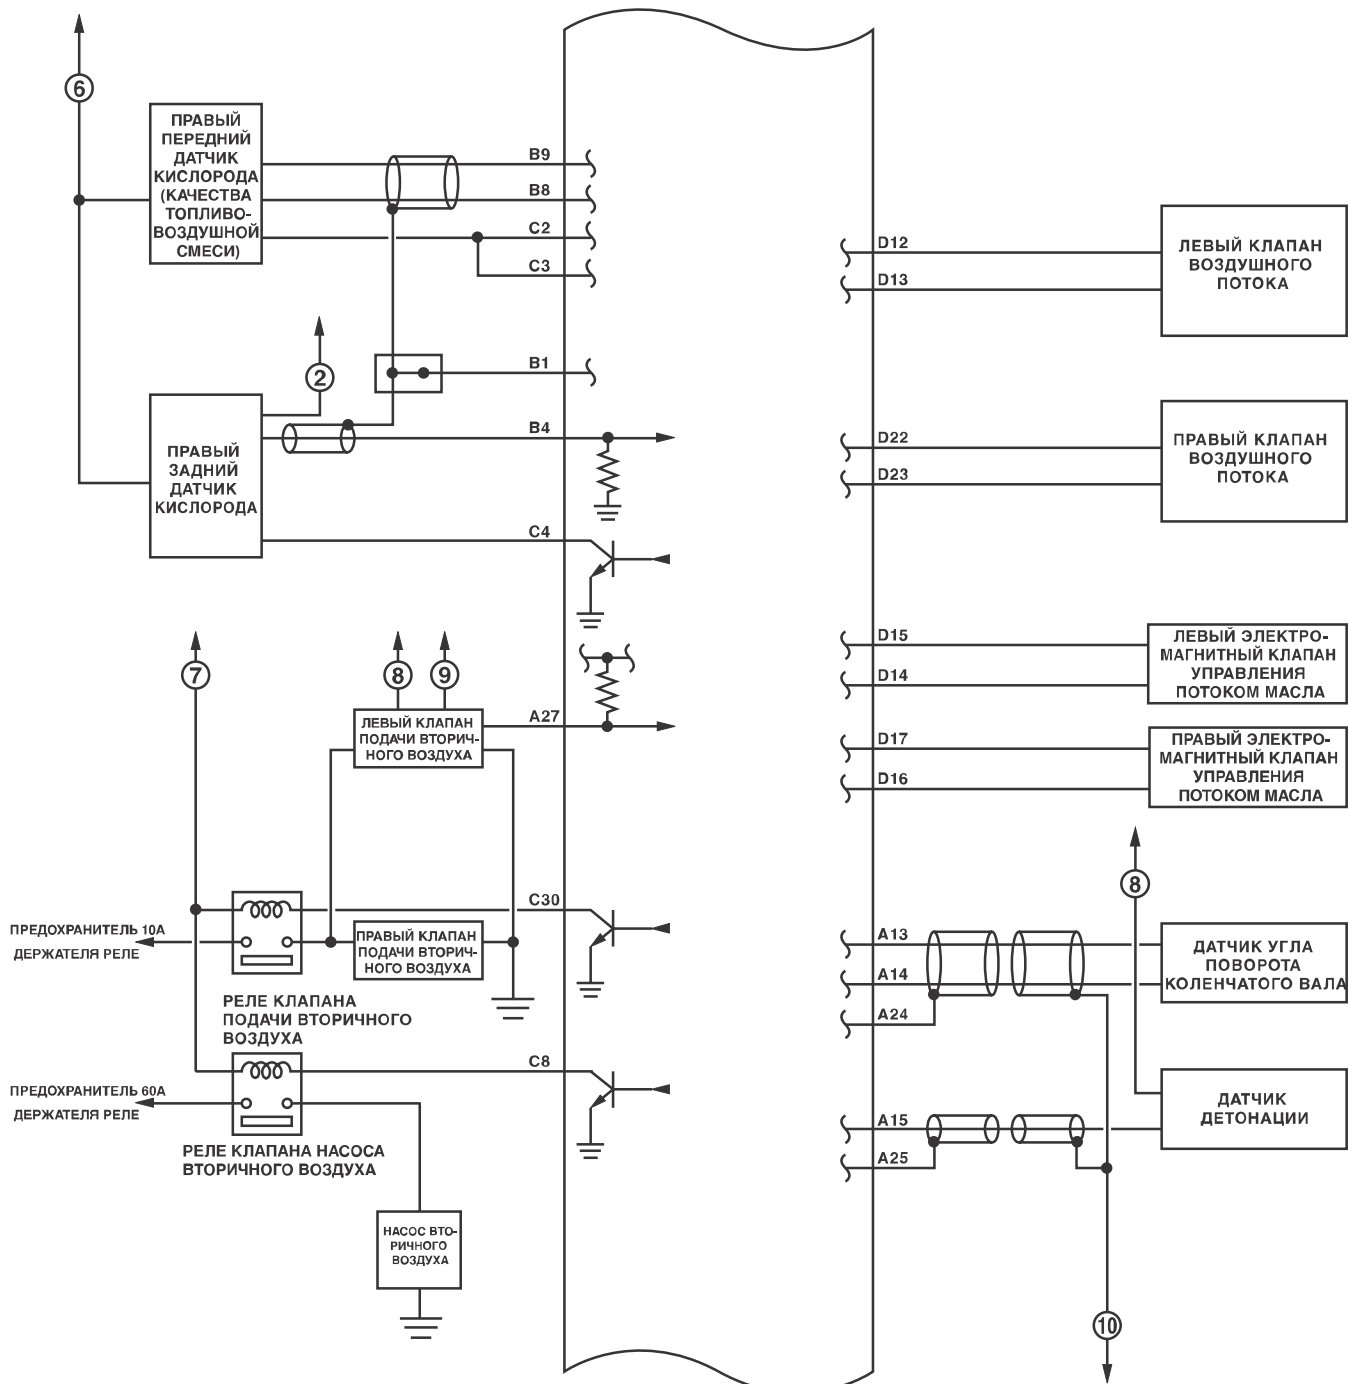 6
ПРАВЫЙ
ПЕРЕДНИЙ
ДАТЧИК
КИСЛОРОДА
(КАЧЕСТВА
ТОПЛИВО-
ВОЗДУШНОЙ
СМЕСИ)
B9
B8
C2
C3
2
B1
ПРАВЫЙ
ЗАДНИЙ
ДАТЧИК
КИСЛОРОДА
B4
C4
7
8
9
ЛЕВЫЙ КЛАПАН
ПОДАЧИ ВТОРИЧ-
НОГО ВОЗДУХА
A27
C30
ПРЕДОХРАНИТЕЛЬ 10А
ДЕРЖАТЕЛЯ РЕЛЕ
ПРАВЫЙ КЛАПАН
ПОДАЧИ ВТОРИЧ-
НОГО ВОЗДУХА
РЕЛЕ КЛАПАНА
ПОДАЧИ ВТОРИЧНОГО
ВОЗДУХА
C8
ПРЕДОХРАНИТЕЛЬ 60А
ДЕРЖАТЕЛЯ РЕЛЕ
РЕЛЕ КЛАПАНА НАСОСА
ВТОРИЧНОГО ВОЗДУХА
НАСОС ВТО-
РИЧНОГО
ВОЗДУХА
D12
D13
ЛЕВЫЙ КЛАПАН
ВОЗДУШНОГО
ПОТОКА
D22
D23
ПРАВЫЙ КЛАПАН
ВОЗДУШНОГО
ПОТОКА
D15
D14
ЛЕВЫЙ ЭЛЕКТРО-
МАГНИТНЫЙ КЛАПАН
УПРАВЛЕНИЯ
ПОТОКОМ МАСЛА
D17
D16
ПРАВЫЙ ЭЛЕКТРО-
МАГНИТНЫЙ КЛАПАН
УПРАВЛЕНИЯ
ПОТОКОМ МАСЛА
8
A13
A14
A24
ДАТЧИК УГЛА
ПОВОРОТА
КОЛЕНЧАТОГО ВАЛА
A15
A25
ДАТЧИК
ДЕТОНАЦИИ
10